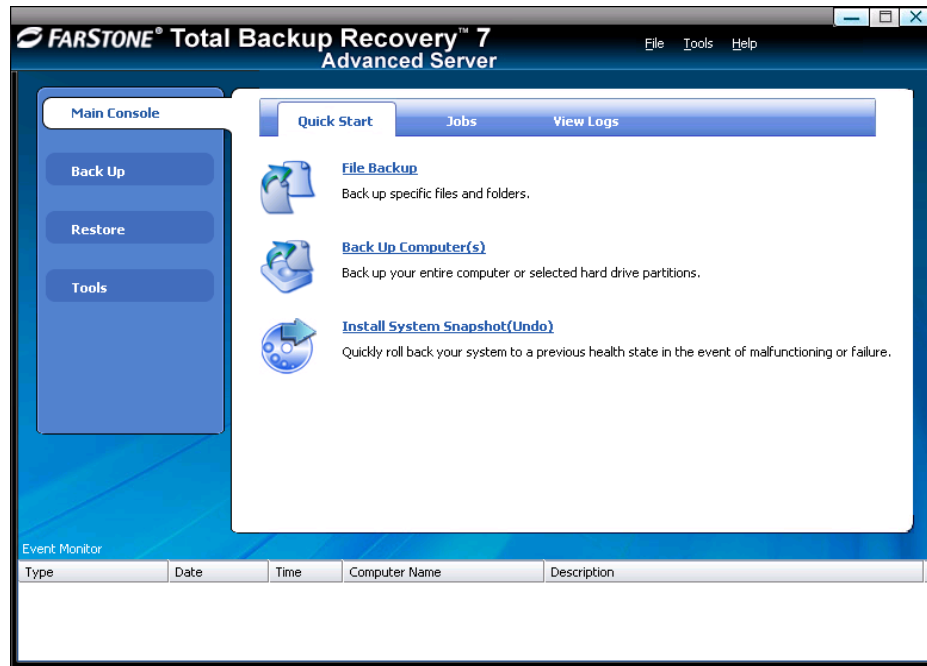 FARSTONE® Total Backup Recovery™ 7
Advanced Server
File Tools Help
Main Console
Back Up
Restore
Tools
Quick Start Jobs View Logs
File Backup
Back up specific files and folders.
Back Up Computer(s)
Back up your entire computer or selected hard drive partitions.
Install System Snapshot(Undo)
Quickly roll back your system to a previous health state in the event of malfunctioning or failure.
Event Monitor
Type Date Time Computer Name Description